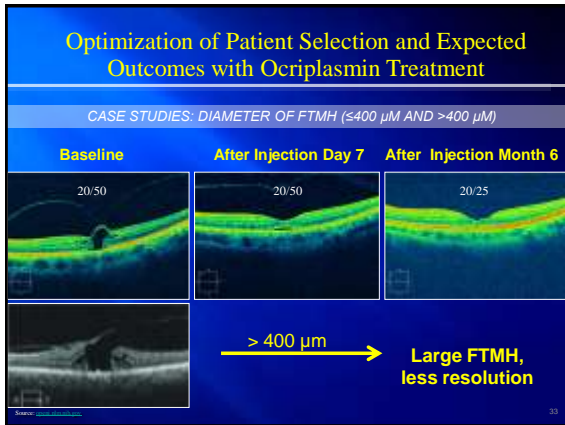 Optimization of Patient Selection and Expected
Outcomes with Ocriplasmin Treatment
CASE STUDIES: DIAMETER OF FTMH (≤400 μM AND >400 μM)
Baseline
After Injection Day 7
After Injection Month 6
20/50
20/50
20/25
> 400 μm
Large FTMH,
less resolution
Source:
33